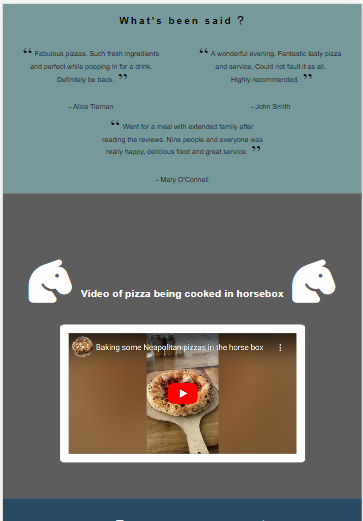 What's been said ?
“ Fabulous pizzas. Such fresh ingredients
and perfect while popping in for a drink.
Definitely be back. ”
- Alice Tiernan
“ A wonderful evening. Fantastic tasty pizza
and service. Could not fault it as all.
Highly recommended. ”
- John Smith
“ Went for a meal with extended family after
reading the reviews. Nine people and everyone was
really happy, delicious food and great service. ”
- Mary O'Connell
Video of pizza being cooked in horsebox
Baking some Neapolitan pizzas in the horse box